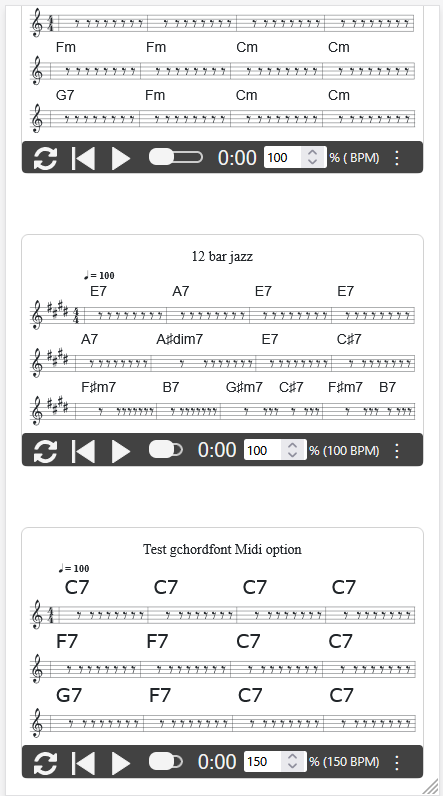 Fm Fm Cm Cm
G7 Fm Cm Cm
0:00 100 % ( BPM)
12 bar jazz
♩ = 100
E7 A7 E7 E7
A7 A♯dim7 E7 C♯7
F♯m7 B7 G♯m7 C♯7 F♯m7 B7
0:00 100 % (100 BPM)
Test gchordfont Midi option
♩ = 100
C7 C7 C7 C7
F7 F7 C7 C7
G7 F7 C7 C7
0:00 150 % (150 BPM)